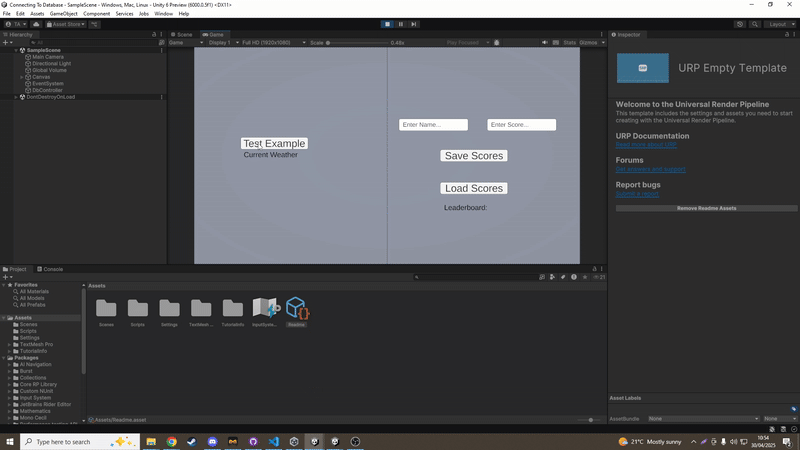 Connecting To Database - SampleScene - Windows, Mac, Linux - Unity 6 Preview (6000.0.5f1) <DX11>
File Edit Assets GameObject Component Services Jobs Window Help
TA Asset Store Layout
Hierarchy Scene Game Inspector
All
Game Display 1 Full HD (1920x1080) Scale 0.48x Play Focused Stats Gizmos
SampleScene
Main Camera
Directional Light
Global Volume
Canvas
EventSystem
DbController
DontDestroyOnLoad
URP Empty Template
Welcome to the Universal Render Pipeline
This template includes the settings and assets you need to start
creating with the Universal Render Pipeline.
URP Documentation
Read more about URP
Forums
Get answers and support
Report bugs
Submit a report
Remove Readme Assets
Enter Name... Enter Score...
Test Example
Current Weather
Save Scores
Load Scores
Leaderboard:
Project Console
Favorites
All Materials
All Models
All Prefabs
Assets
Scenes
Scripts
Settings
TextMesh Pro
TutorialInfo
Packages
AI Navigation
Burst
Collections
Core RP Library
Custom NUnit
Input System
JetBrains Rider Editor
Mathematics
Mono Cecil
Assets
Scenes Scripts Settings TextMesh ... TutorialInfo InputSyste... Readme
Assets/Readme.asset
Asset Labels
AssetBundle None None
Type here to search
21°C Mostly sunny
10:54
30/04/2025